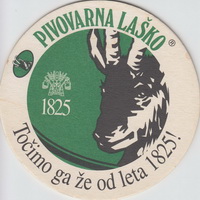 PIVOVARNA LAŠKO ®
1825
Točimo ga že od leta 1825!